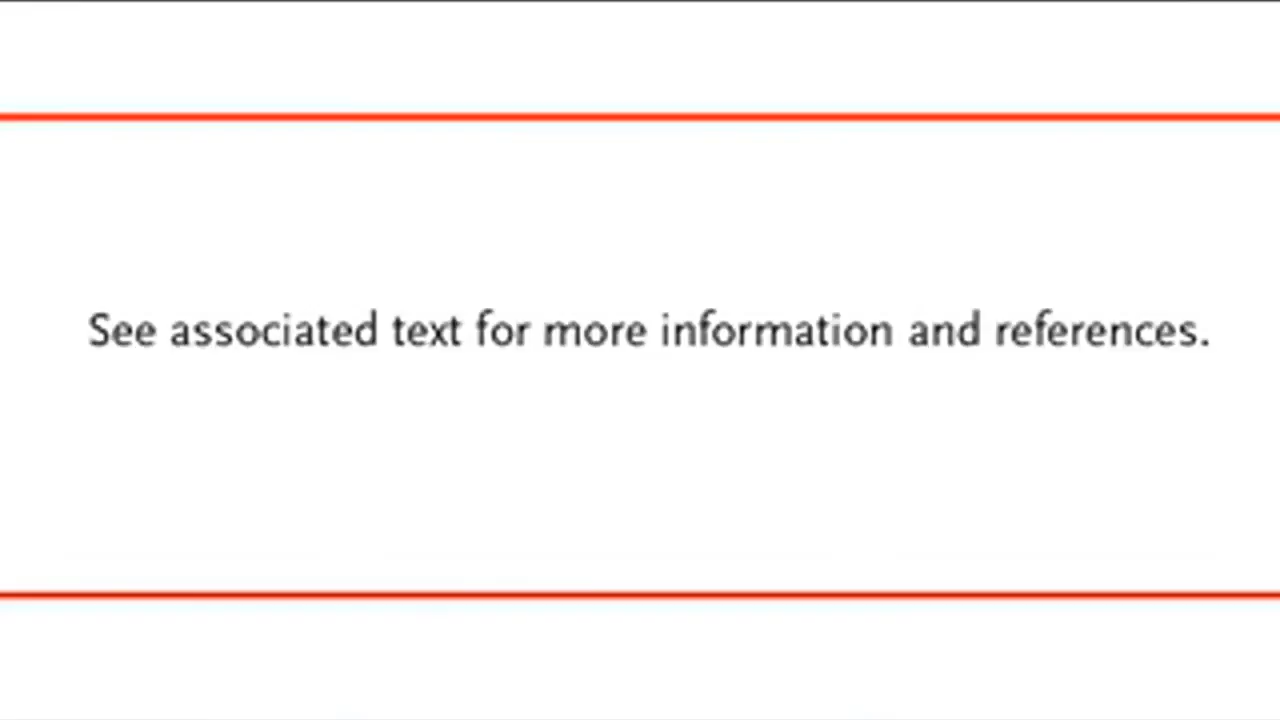 See associated text for more information and references.